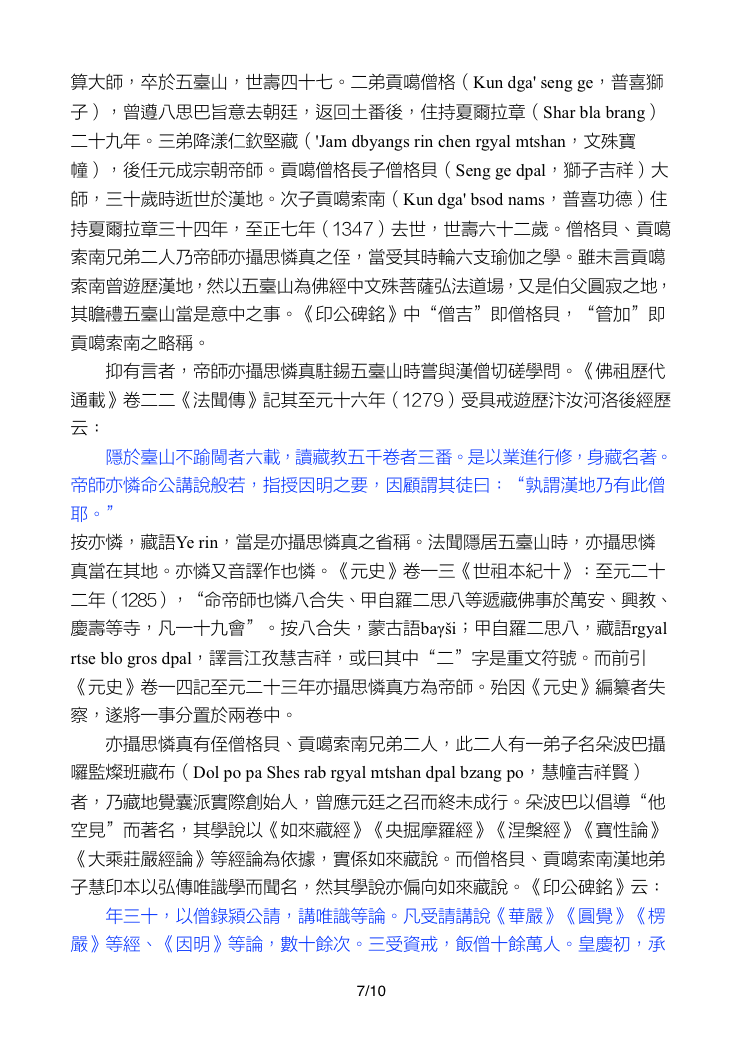 算大師，卒於五臺山，世壽四十七。二弟貢噶僧格（Kun dga' seng ge，普喜獅
子），曾遵八思巴旨意去朝廷，返回土番後，住持夏爾拉章（Shar bla brang）
二十九年。三弟降漾仁欽堅藏（'Jam dbyangs rin chen rgyal mtshan，文殊寶
幢），後任元成宗朝帝師。貢噶僧格長子僧格貝（Seng ge dpal，獅子吉祥）大
師，三十歲時逝世於漢地。次子貢噶索南（Kun dga' bsod nams，普喜功德）住
持夏爾拉章三十四年，至正七年（1347）去世，世壽六十二歲。僧格貝、貢噶
索南兄弟二人乃帝師亦攝思憐真之侄，當受其時輪六支瑜伽之學。雖未言貢噶
索南曾遊歷漢地，然以五臺山為佛經中文殊菩薩弘法道場，又是伯父圓寂之地，
其瞻禮五臺山當是意中之事。《印公碑銘》中“僧吉”即僧格貝，“管加”即
貢噶索南之略稱。
抑有言者，帝師亦攝思憐真駐錫五臺山時嘗與漢僧切磋學問。《佛祖歷代
通載》卷二二《法聞傳》記其至元十六年（1279）受具戒遊歷汴汝河洛後經歷
云：
隱於臺山不踰閫者六載，讀藏教五千卷者三番。是以業進行修，身藏名著。
帝師亦憐命公講說般若，指授因明之要，因顧謂其徒曰：“孰謂漢地乃有此僧
耶。”
按亦憐，藏語Ye rin，當是亦攝思憐真之省稱。法聞隱居五臺山時，亦攝思憐
真當在其地。亦憐又音譯作也憐。《元史》卷一三《世祖本紀十》：至元二十
二年（1285），“命帝師也憐八合失、甲自羅二思八等遞藏佛事於萬安、興教、
慶壽等寺，凡一十九會”。按八合失，蒙古語baγši；甲自羅二思八，藏語rgyal
rtse blo gros dpal，譯言江孜慧吉祥，或曰其中“二”字是重文符號。而前引
《元史》卷一四記至元二十三年亦攝思憐真方為帝師。殆因《元史》編纂者失
察，遂將一事分置於兩卷中。
亦攝思憐真有侄僧格貝、貢噶索南兄弟二人，此二人有一弟子名朵波巴攝
囉監燦班藏布（Dol po pa Shes rab rgyal mtshan dpal bzang po，慧幢吉祥賢）
者，乃藏地覺囊派實際創始人，曾應元廷之召而終未成行。朵波巴以倡導“他
空見”而著名，其學說以《如來藏經》《央掘摩羅經》《涅槃經》《寶性論》
《大乘莊嚴經論》等經論為依據，實係如來藏說。而僧格貝、貢噶索南漢地弟
子慧印本以弘傳唯識學而聞名，然其學說亦偏向如來藏說。《印公碑銘》云：
年三十，以僧錄潁公請，講唯識等論。凡受請講說《華嚴》《圓覺》《楞
嚴》等經、《因明》等論，數十餘次。三受資戒，飯僧十餘萬人。皇慶初，承
7/10